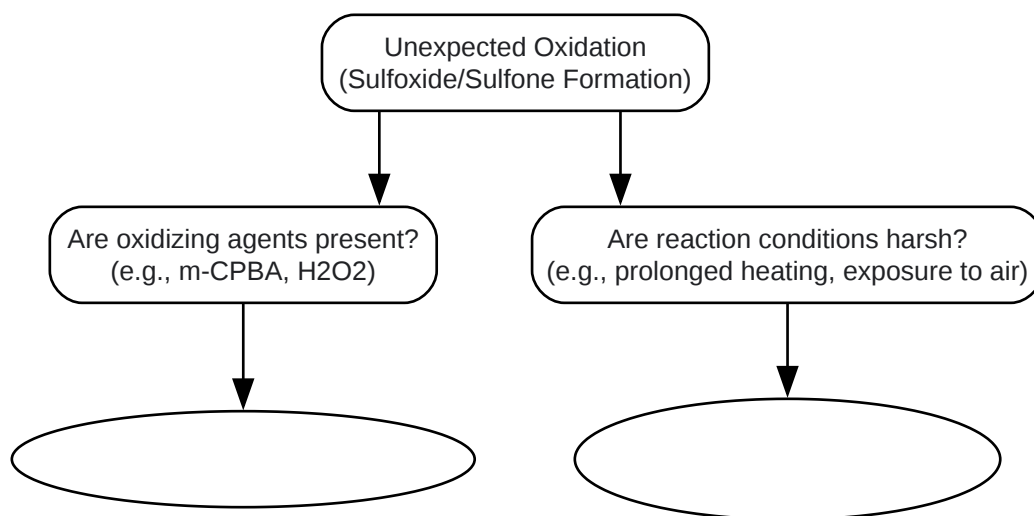 Unexpected Oxidation
(Sulfoxide/Sulfone Formation)
Are oxidizing agents present?
(e.g., m-CPBA, H2O2)
Are reaction conditions harsh?
(e.g., prolonged heating, exposure to air)